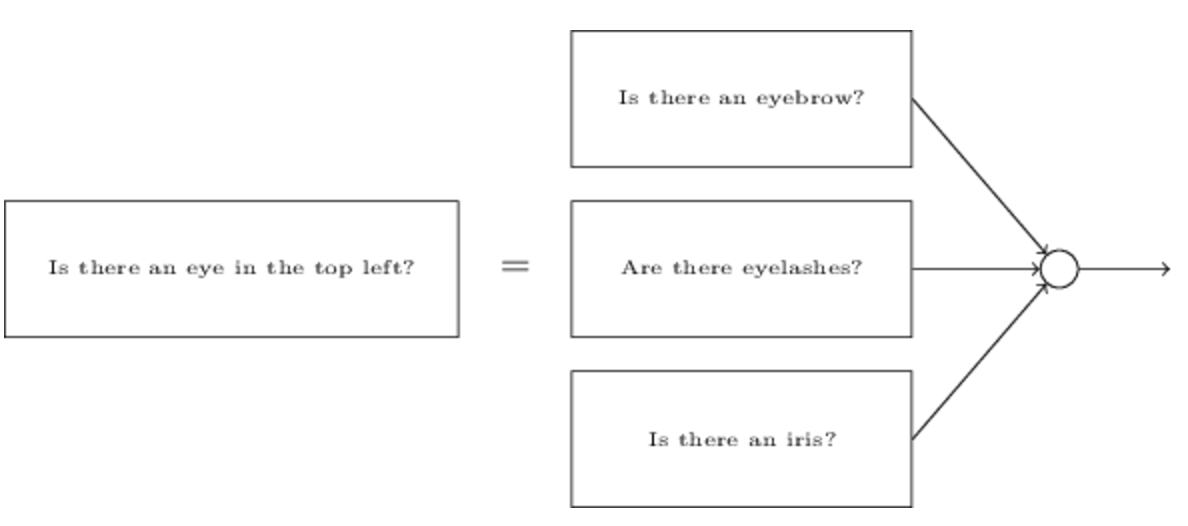 Is there an eyebrow?
Is there an eye in the top left?
=
Are there eyelashes?
Is there an iris?